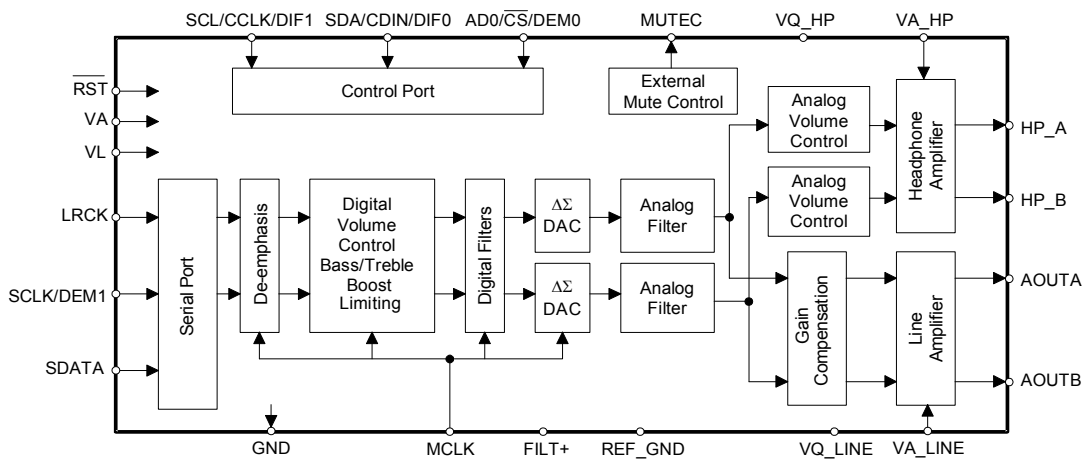 SCL/CCLK/DIF1
SDA/CDIN/DIF0
AD0/CS/DEM0
MUTEC
VQ_HP
VA_HP
Control Port
External
Mute Control
RST
VA
VL
LRCK
SCLK/DEM1
SDATA
Serial Port
De-emphasis
Digital
Volume
Control
Bass/Treble
Boost
Limiting
Digital Filters
ΔΣ
DAC
ΔΣ
DAC
Analog
Filter
Analog
Filter
Analog
Volume
Control
Analog
Volume
Control
Headphone
Amplifier
Gain
Compensation
Line
Amplifier
HP_A
HP_B
AOUTA
AOUTB
GND
MCLK
FILT+
REF_GND
VQ_LINE
VA_LINE